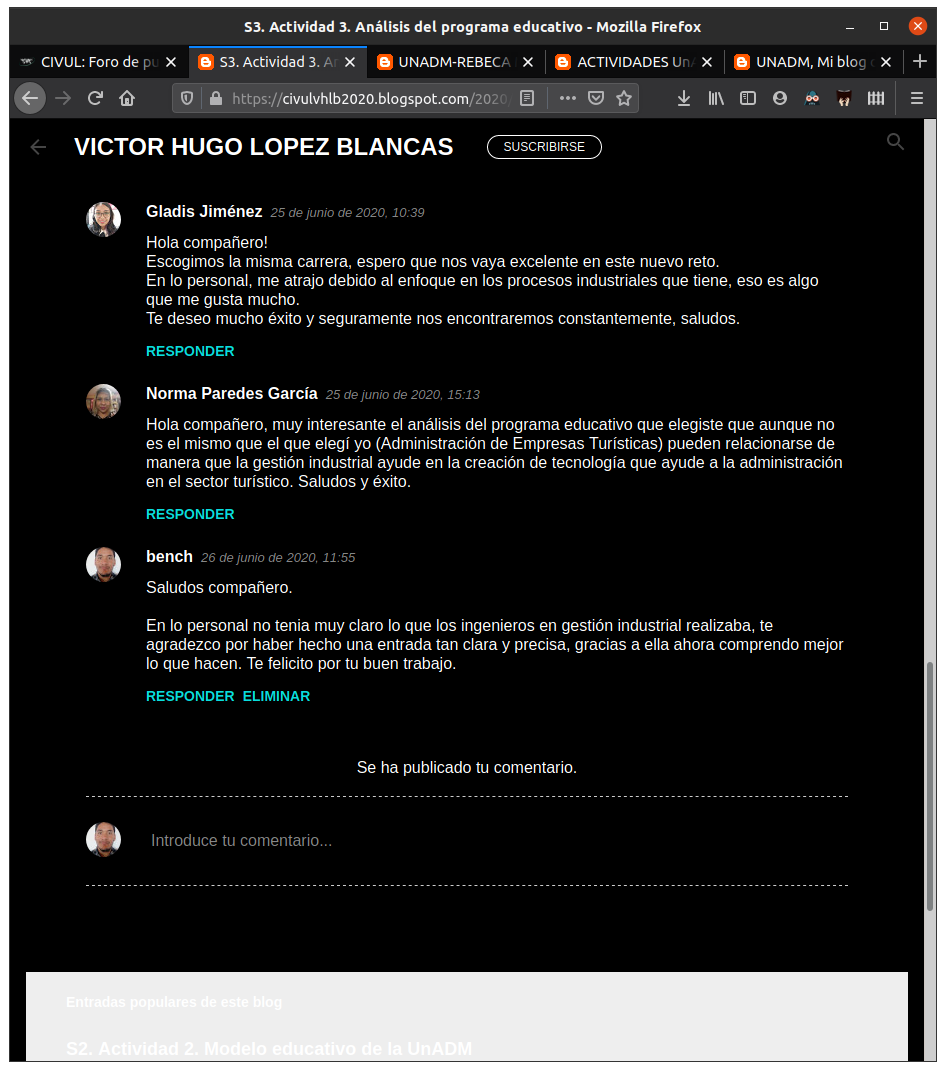 S3. Actividad 3. Análisis del programa educativo - Mozilla Firefox
CIVUL: Foro de pu
S3. Actividad 3. Ar
UNADM-REBECA
ACTIVIDADES UnA
UNADM, Mi blog
https://civulvhlb2020.blogspot.com/2020/
VICTOR HUGO LOPEZ BLANCAS
SUSCRIBIRSE
Gladis Jiménez 25 de junio de 2020, 10:39
Hola compañero!
Escogimos la misma carrera, espero que nos vaya excelente en este nuevo reto.
En lo personal, me atrajo debido al enfoque en los procesos industriales que tiene, eso es algo
que me gusta mucho.
Te deseo mucho éxito y seguramente nos encontraremos constantemente, saludos.
RESPONDER
Norma Paredes García 25 de junio de 2020, 15:13
Hola compañero, muy interesante el análisis del programa educativo que elegiste que aunque no
es el mismo que el que elegí yo (Administración de Empresas Turísticas) pueden relacionarse de
manera que la gestión industrial ayude en la creación de tecnología que ayude a la administración
en el sector turístico. Saludos y éxito.
RESPONDER
bench 26 de junio de 2020, 11:55
Saludos compañero.
En lo personal no tenia muy claro lo que los ingenieros en gestión industrial realizaba, te
agradezco por haber hecho una entrada tan clara y precisa, gracias a ella ahora comprendo mejor
lo que hacen. Te felicito por tu buen trabajo.
RESPONDER ELIMINAR
Se ha publicado tu comentario.
Introduce tu comentario...
Entradas populares de este blog
S2. Actividad 2. Modelo educativo de la UnADM